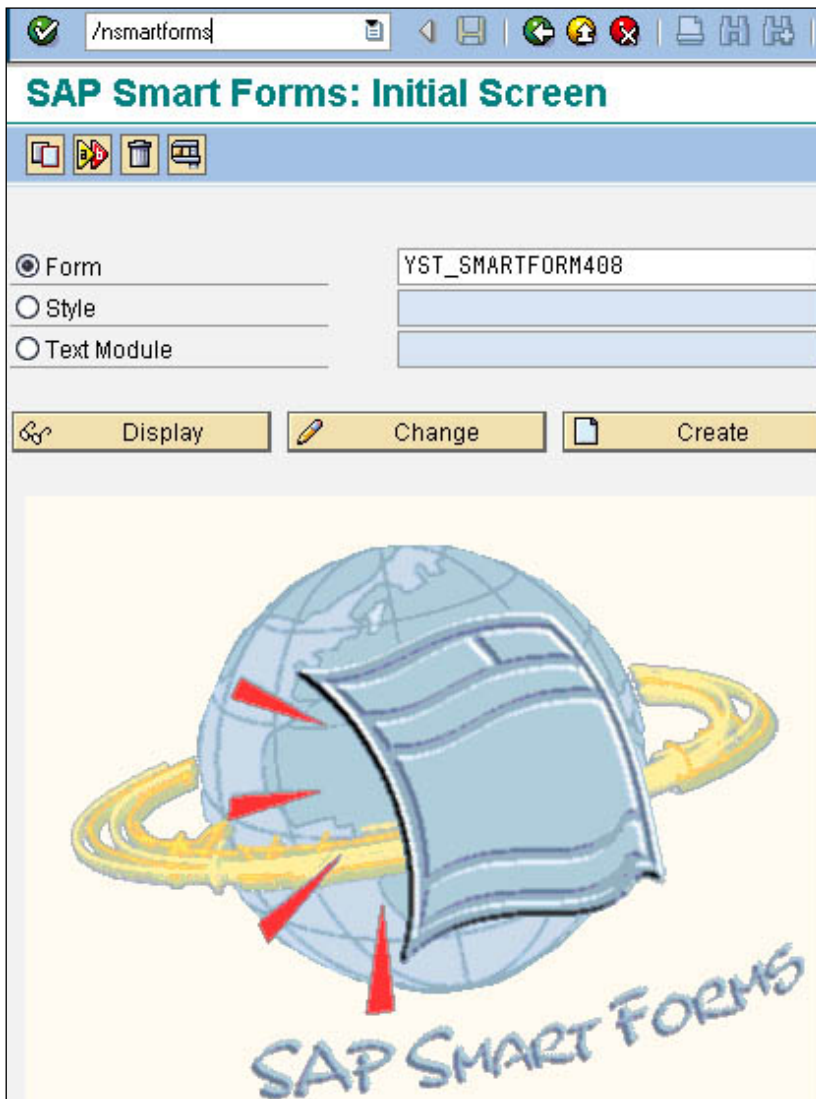 /nsmartforms
SAP Smart Forms: Initial Screen
Form YST_SMARTFORM408
Style
Text Module
Display Change Create
SAP SMART FORMS